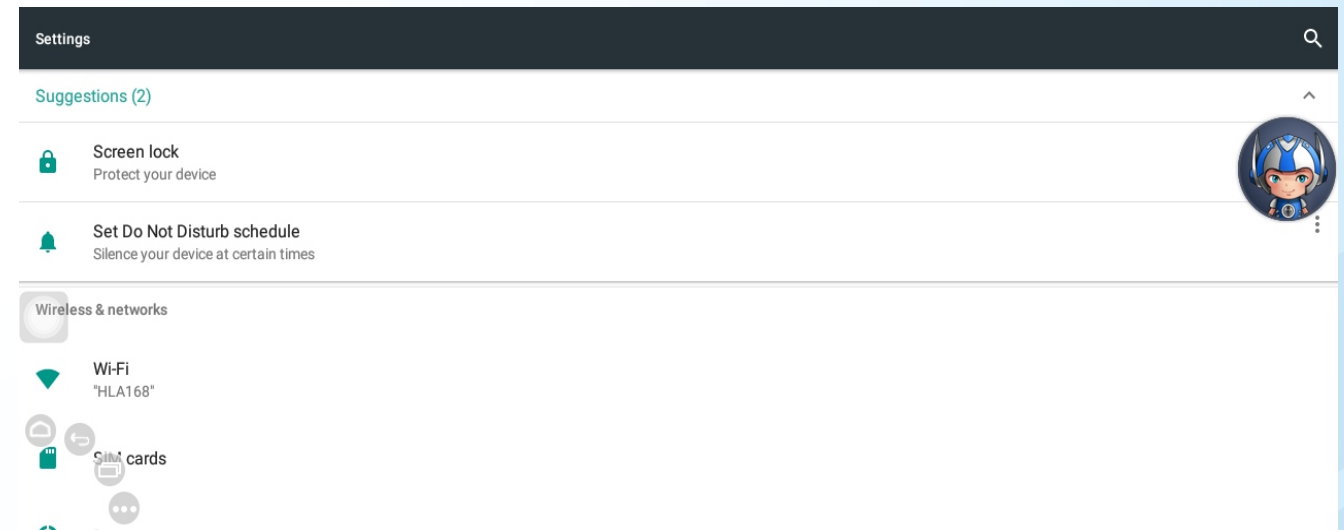 Settings
Suggestions (2)
Screen lock
Protect your device
Set Do Not Disturb schedule
Silence your device at certain times
Wireless & networks
Wi-Fi
"HLA168"
SIM cards